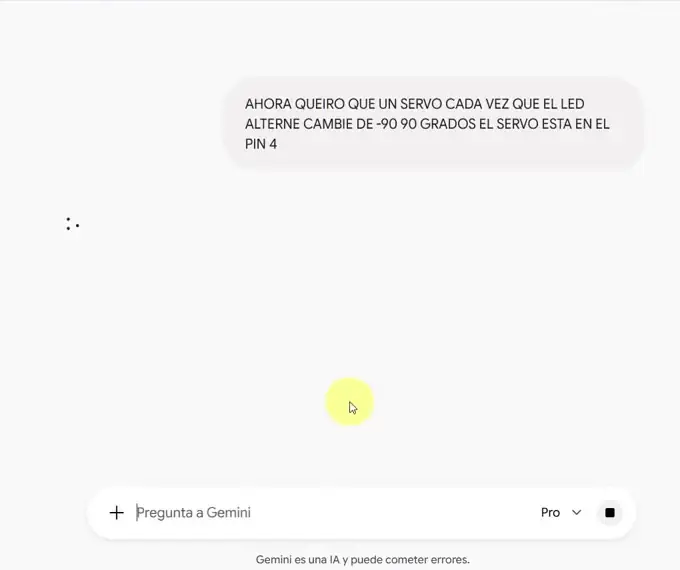 AHORA QUEIRO QUE UN SERVO CADA VEZ QUE EL LED
ALTERNE CAMBIE DE -90 90 GRADOS EL SERVO ESTA EN EL
PIN 4
Pregunta a Gemini
Pro
Gemini es una IA y puede cometer errores.